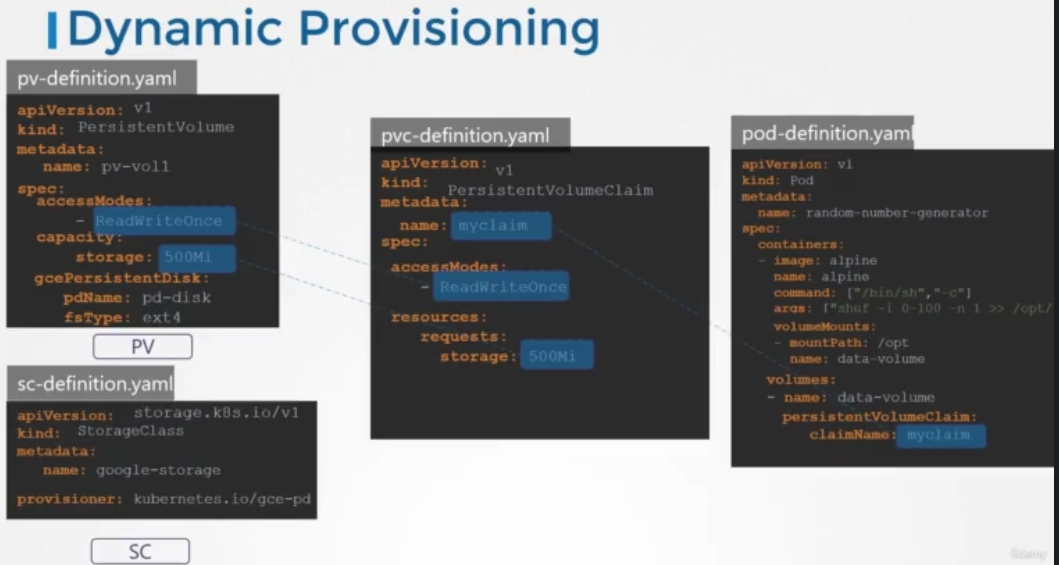 Dynamic Provisioning
pv-definition.yaml
apiVersion: v1
kind: PersistentVolume
metadata:
name: pv-vol1
spec:
accessModes:
- ReadWriteOnce
capacity:
storage: 500Mi
gcePersistentDisk:
pdName: pd-disk
fsType: ext4
PV
sc-definition.yaml
apiVersion: storage.k8s.io/v1
kind: StorageClass
metadata:
name: google-storage
provisioner: kubernetes.io/gce-pd
SC
pvc-definition.yaml
apiVersion: v1
kind: PersistentVolumeClaim
metadata:
name: myclaim
spec:
accessModes:
- ReadWriteOnce
resources:
requests:
storage: 500Mi
pod-definition.yaml
apiVersion: v1
kind: Pod
metadata:
name: random-number-generator
spec:
containers:
- image: alpine
name: alpine
command: ["/bin/sh","-c"]
args: ["shuf -i 0-100 -n 1 >> /opt/
volumeMounts:
- mountPath: /opt
name: data-volume
volumes:
- name: data-volume
persistentVolumeClaim:
claimName: myclaim
Udemy